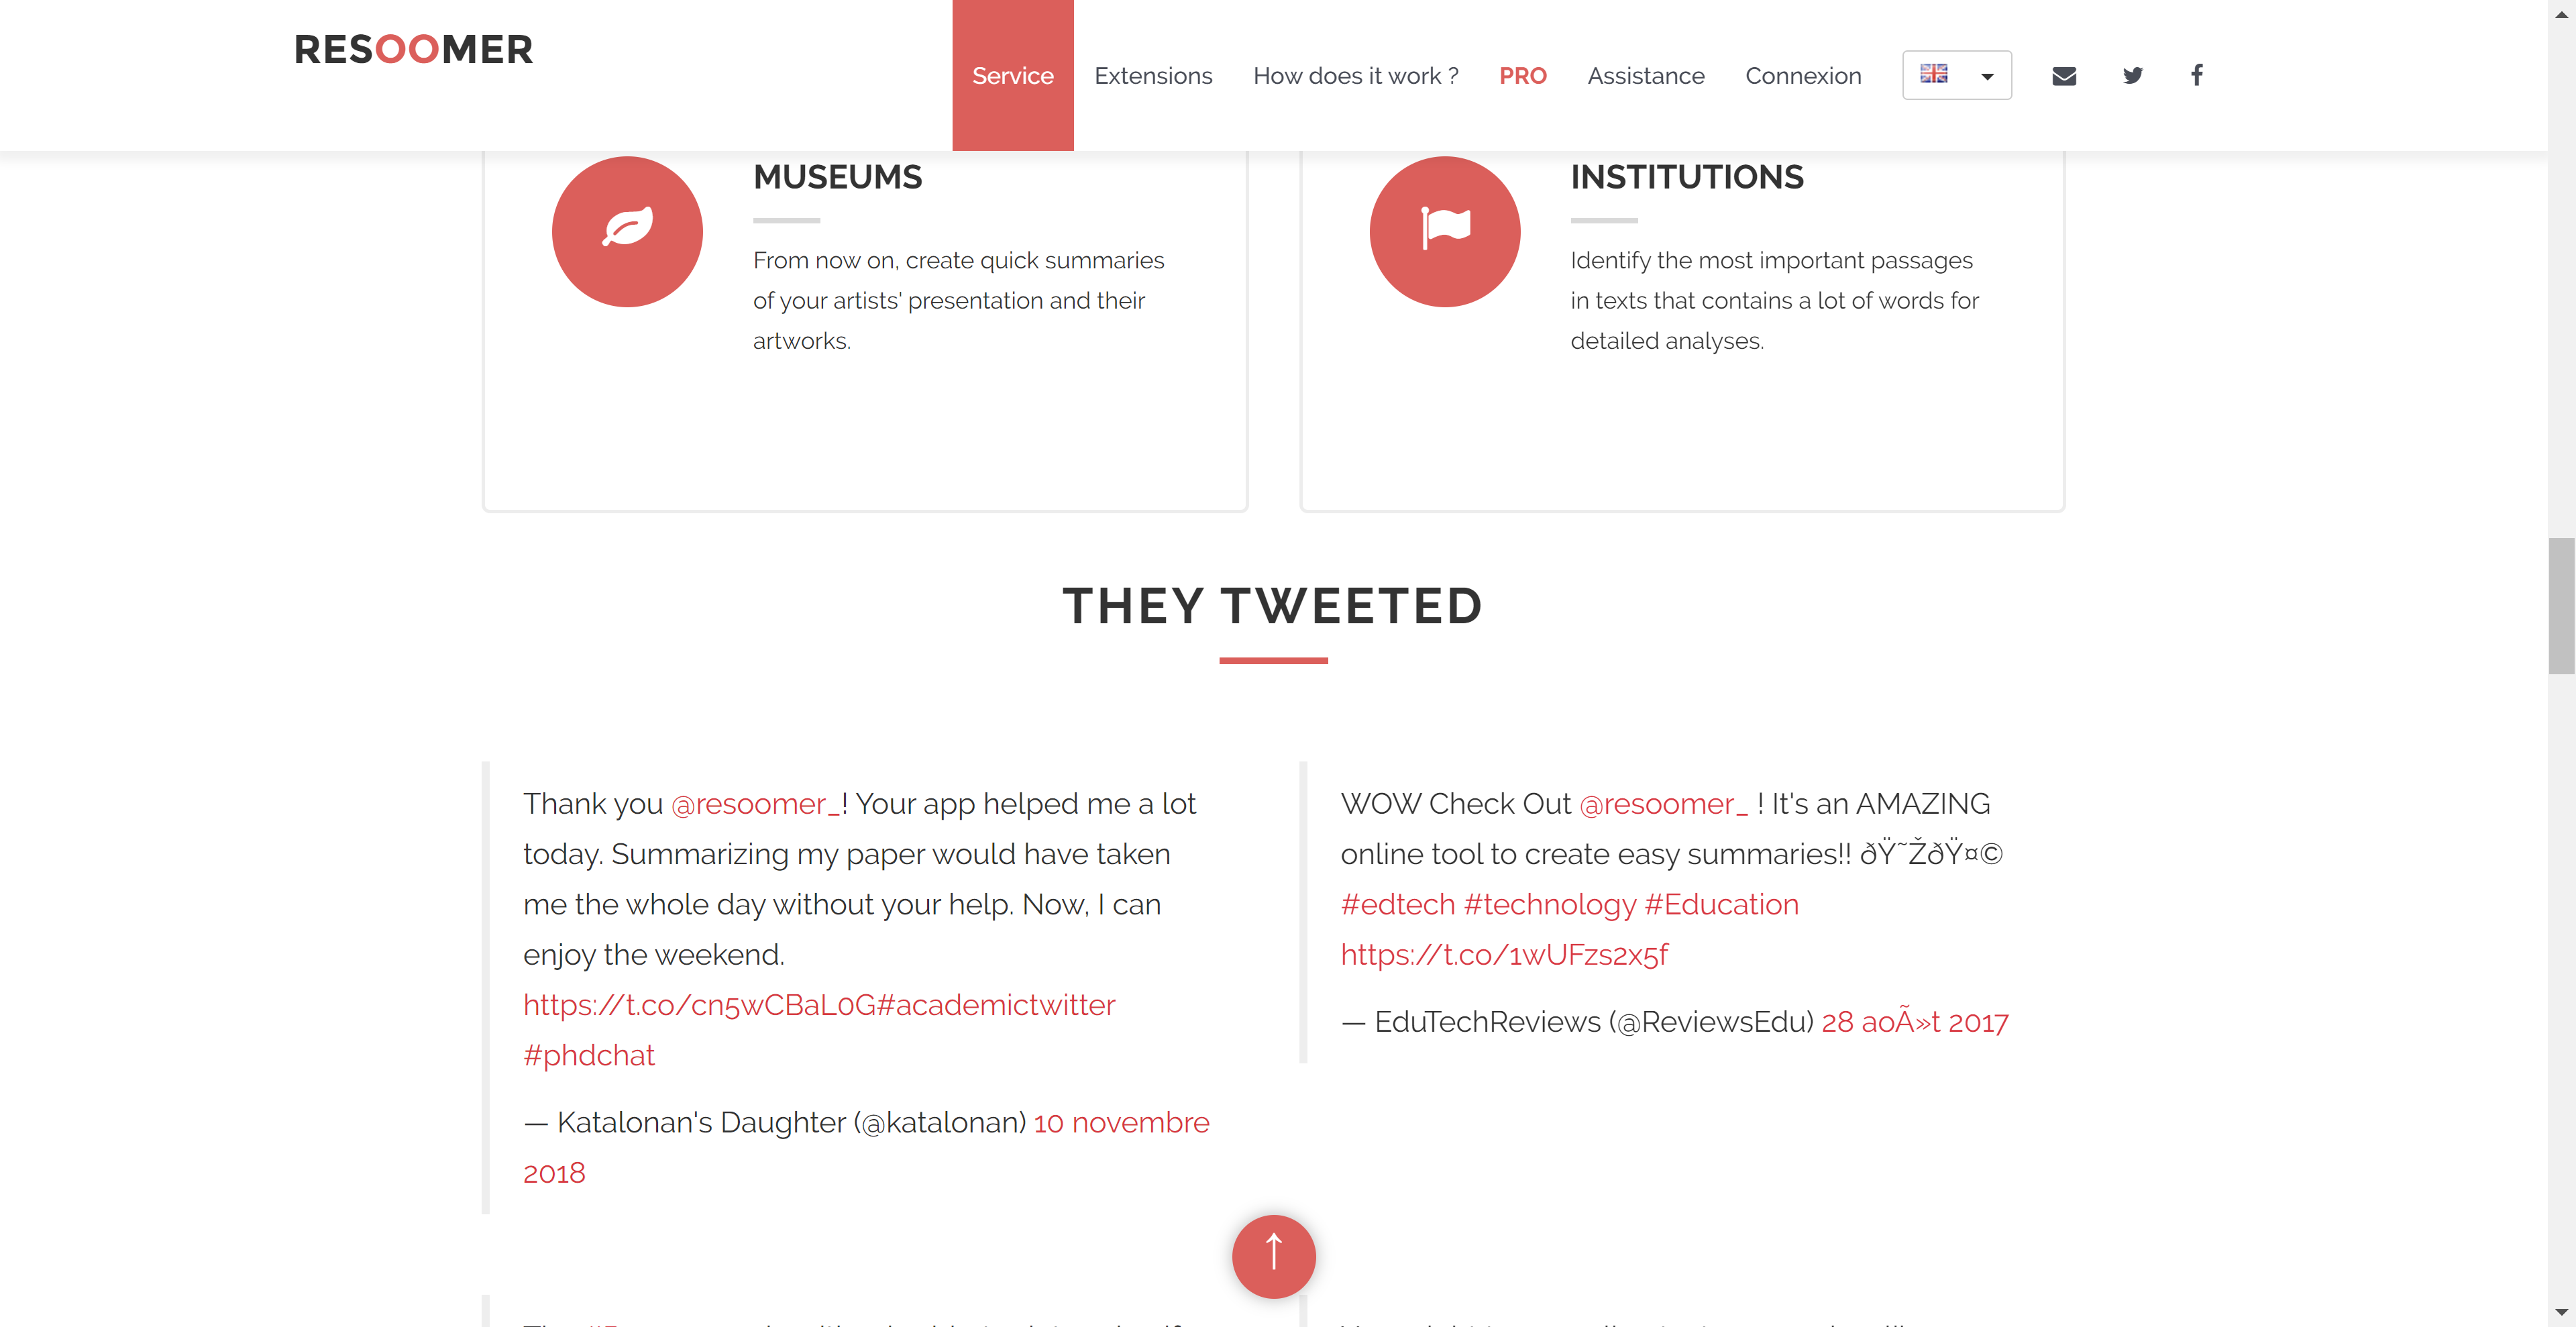 RESOOMER
Service Extensions How does it work ? PRO Assistance Connexion
MUSEUMS
From now on, create quick summaries
of your artists' presentation and their
artworks.
INSTITUTIONS
Identify the most important passages
in texts that contains a lot of words for
detailed analyses.
THEY TWEETED
Thank you @resoomer_! Your app helped me a lot
today. Summarizing my paper would have taken
me the whole day without your help. Now, I can
enjoy the weekend.
https://t.co/cn5wCBaL0G#academictwitter
#phdchat
— Katalonan's Daughter (@katalonan) 10 novembre
2018
WOW Check Out @resoomer_ ! It's an AMAZING
online tool to create easy summaries!! ðŸ˜ŽðŸ¤©
#edtech #technology #Education
https://t.co/1wUFzs2x5f
— EduTechReviews (@ReviewsEdu) 28 aoÃ»t 2017